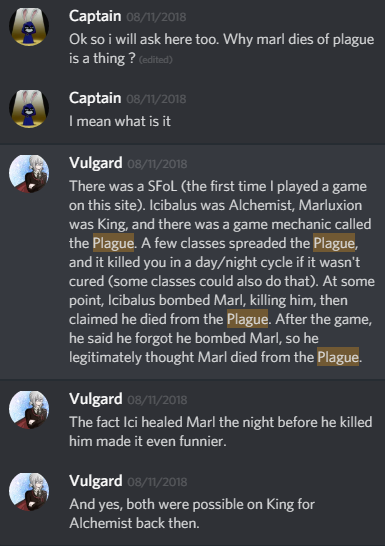 Captain 08/11/2018
Ok so i will ask here too. Why marl dies of plague
is a thing ? (edited)
Captain 08/11/2018
I mean what is it
Vulgard 08/11/2018
There was a SFoL (the first time I played a game
on this site). Icibalus was Alchemist, Marluxion
was King, and there was a game mechanic called
the Plague. A few classes spreaded the Plague,
and it killed you in a day/night cycle if it wasn't
cured (some classes could also do that). At some
point, Icibalus bombed Marl, killing him, then
claimed he died from the Plague. After the game,
he said he forgot he bombed Marl, so he
legitimately thought Marl died from the Plague.
Vulgard 08/11/2018
The fact Ici healed Marl the night before he killed
him made it even funnier.
Vulgard 08/11/2018
And yes, both were possible on King for
Alchemist back then.